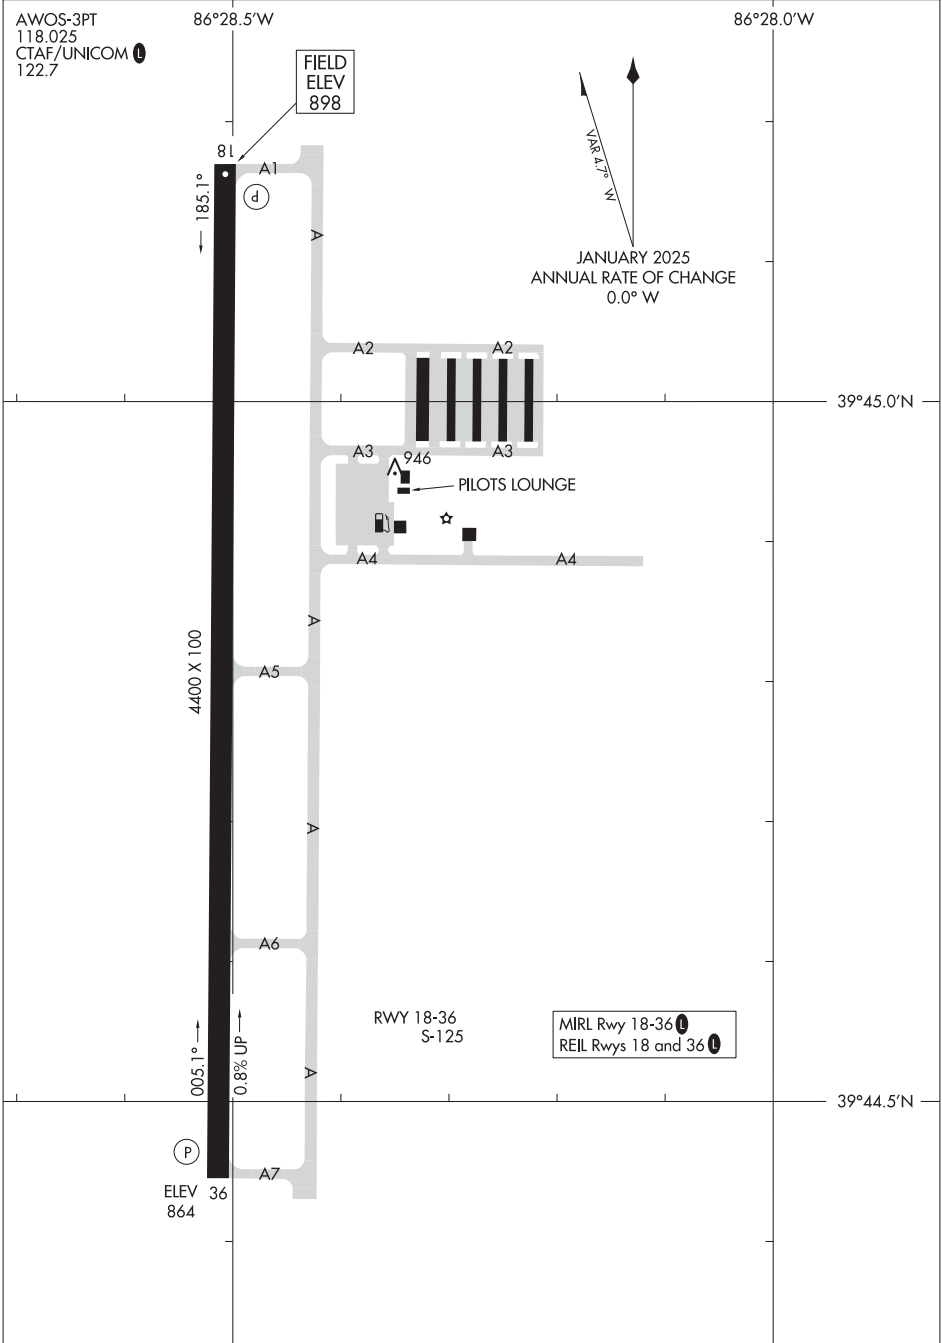 AWOS-3PT
118.025
CTAF/UNICOM L
122.7
86°28.5'W
86°28.0'W
FIELD
ELEV
898
VAR 4.7° W
JANUARY 2025
ANNUAL RATE OF CHANGE
0.0° W
18
A1
P
185.1°
A
A2
A2
39°45.0'N
A3
A3
946
PILOTS LOUNGE
A4
A4
A
4400 X 100
A5
A
A6
RWY 18-36
S-125
MIRL Rwy 18-36 L
REIL Rwys 18 and 36 L
005.1°
0.8% UP
A
39°44.5'N
P
A7
ELEV
864
36